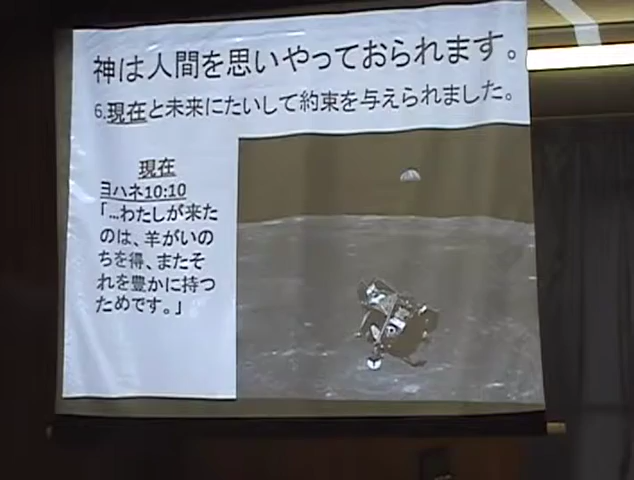 神は人間を思いやっておられます。
6.現在と未来にたいして約束を与えられました。
現在
ヨハネ10:10
「...わたしが来た
のは、羊がいの
ちを得、またそ
れを豊かに持つ
ためです。」